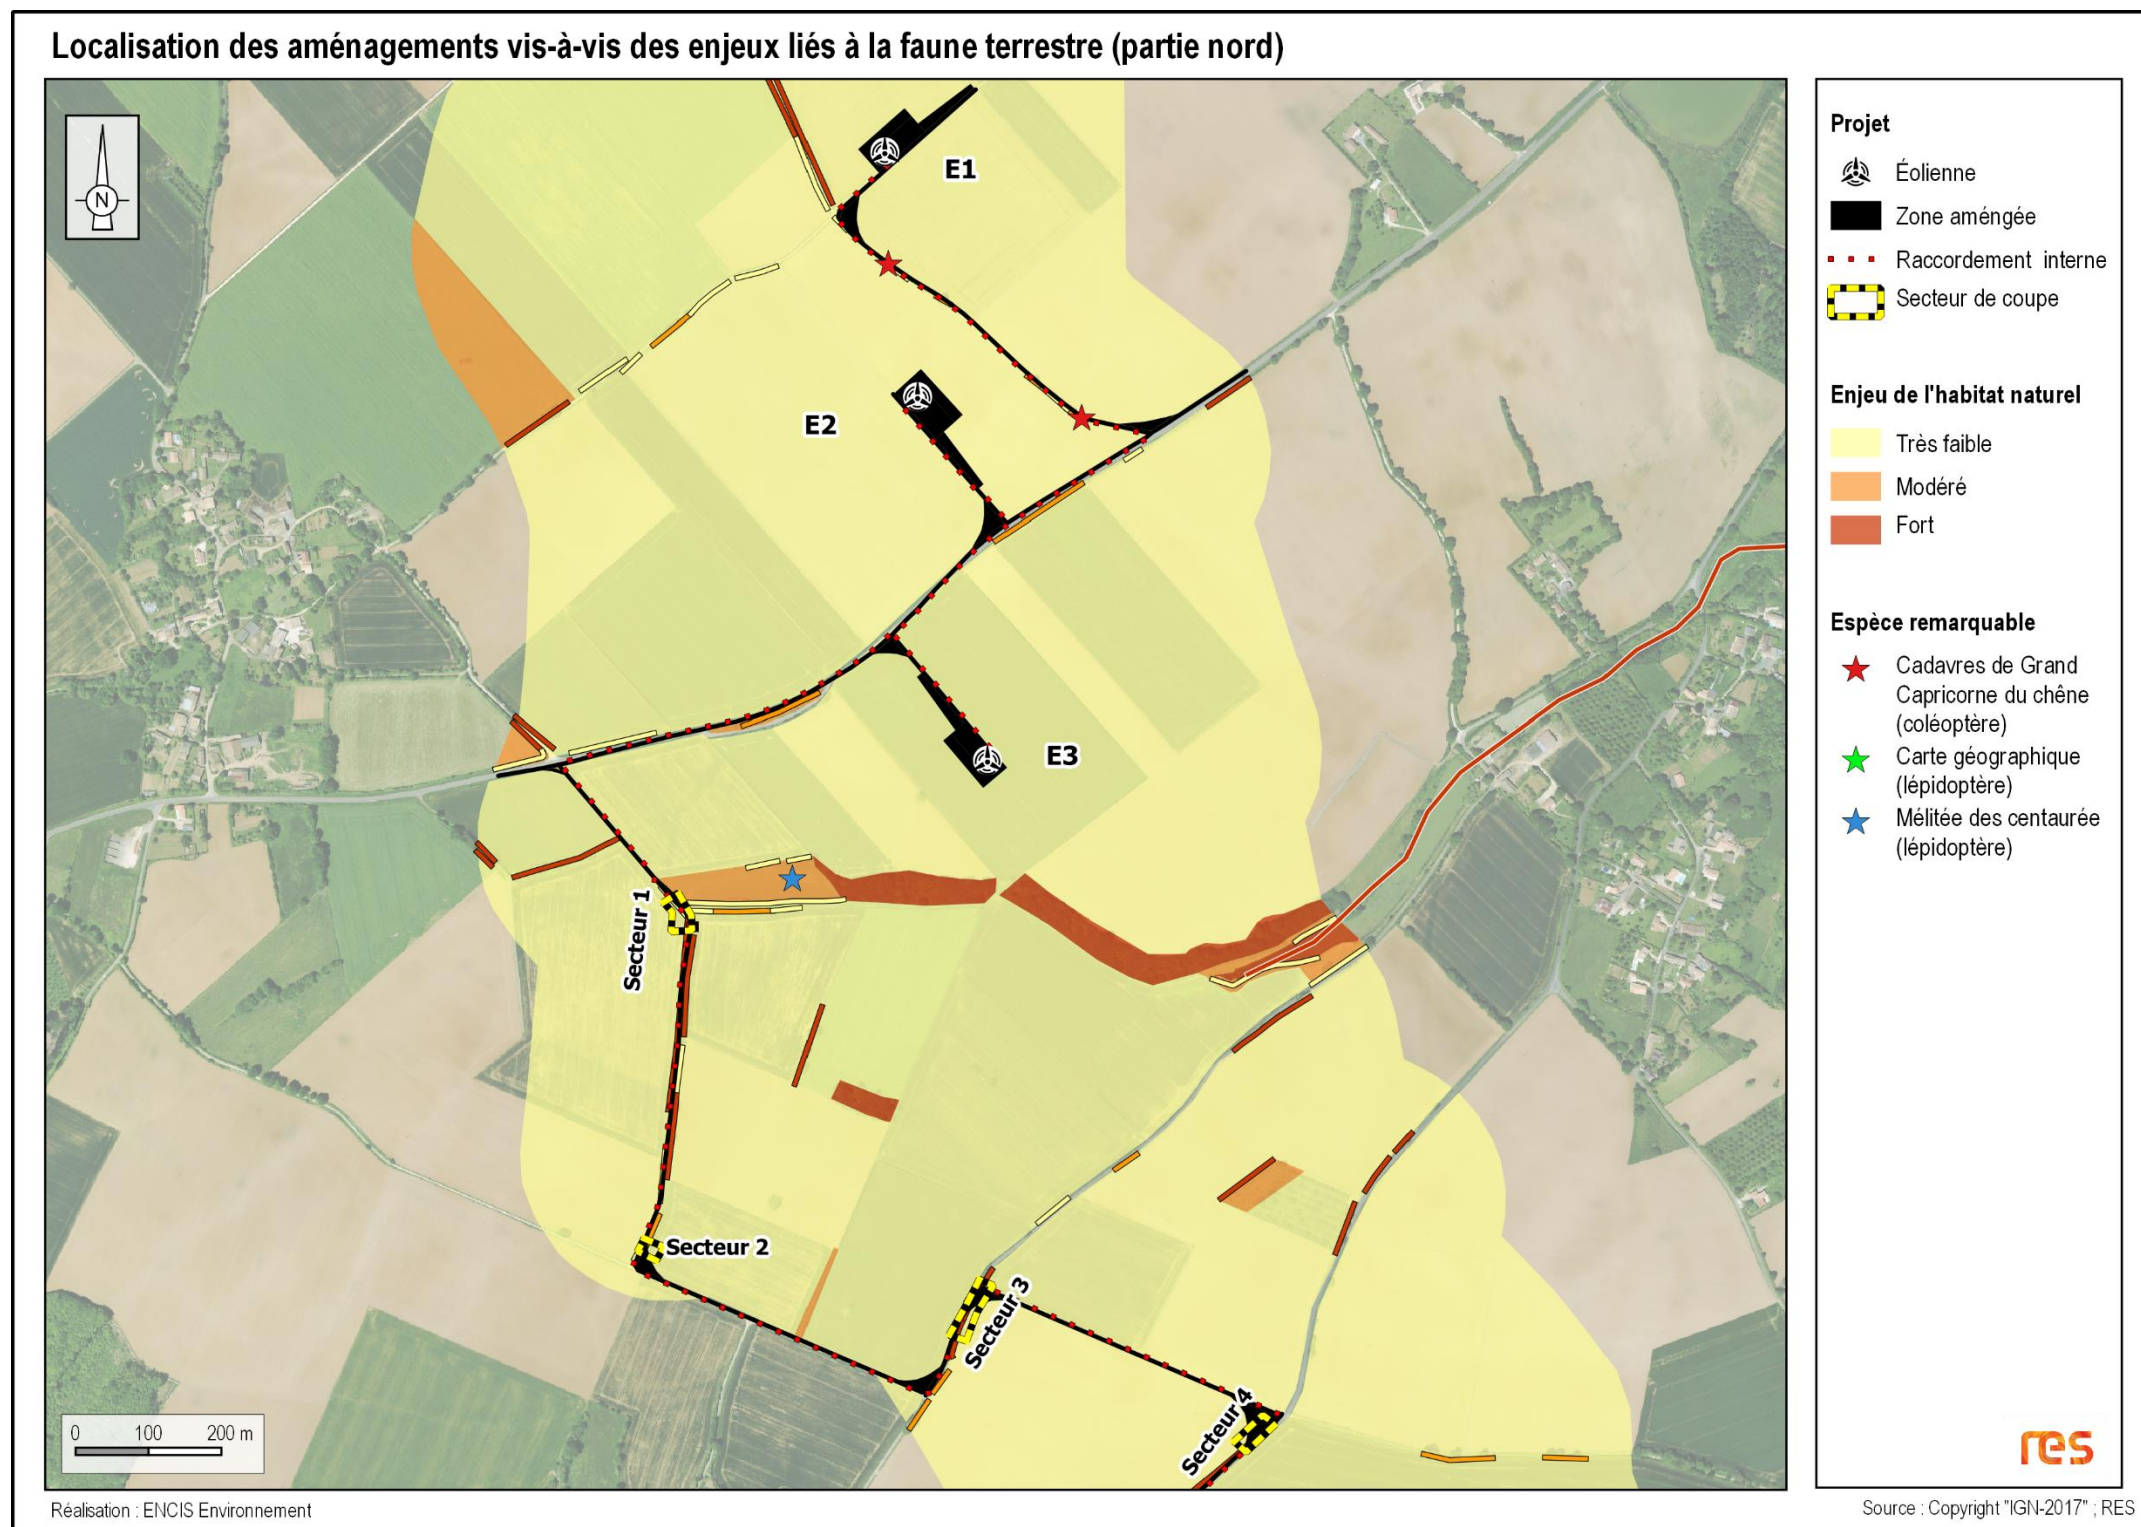 Localisation des aménagements vis-à-vis des enjeux liés à la faune terrestre (partie nord)
N
E1
E2
E3
Secteur 1
Secteur 2
Secteur 3
Secteur 4
0 100 200 m
Projet
Éolienne
Zone améngée
Raccordement interne
Secteur de coupe
Enjeu de l'habitat naturel
Très faible
Modéré
Fort
Espèce remarquable
Cadavres de Grand
Capricorne du chêne
(coléoptère)
Carte géographique
(lépidoptère)
Mélitée des centaurée
(lépidoptère)
res
Réalisation : ENCIS Environnement
Source : Copyright "IGN-2017" ; RES